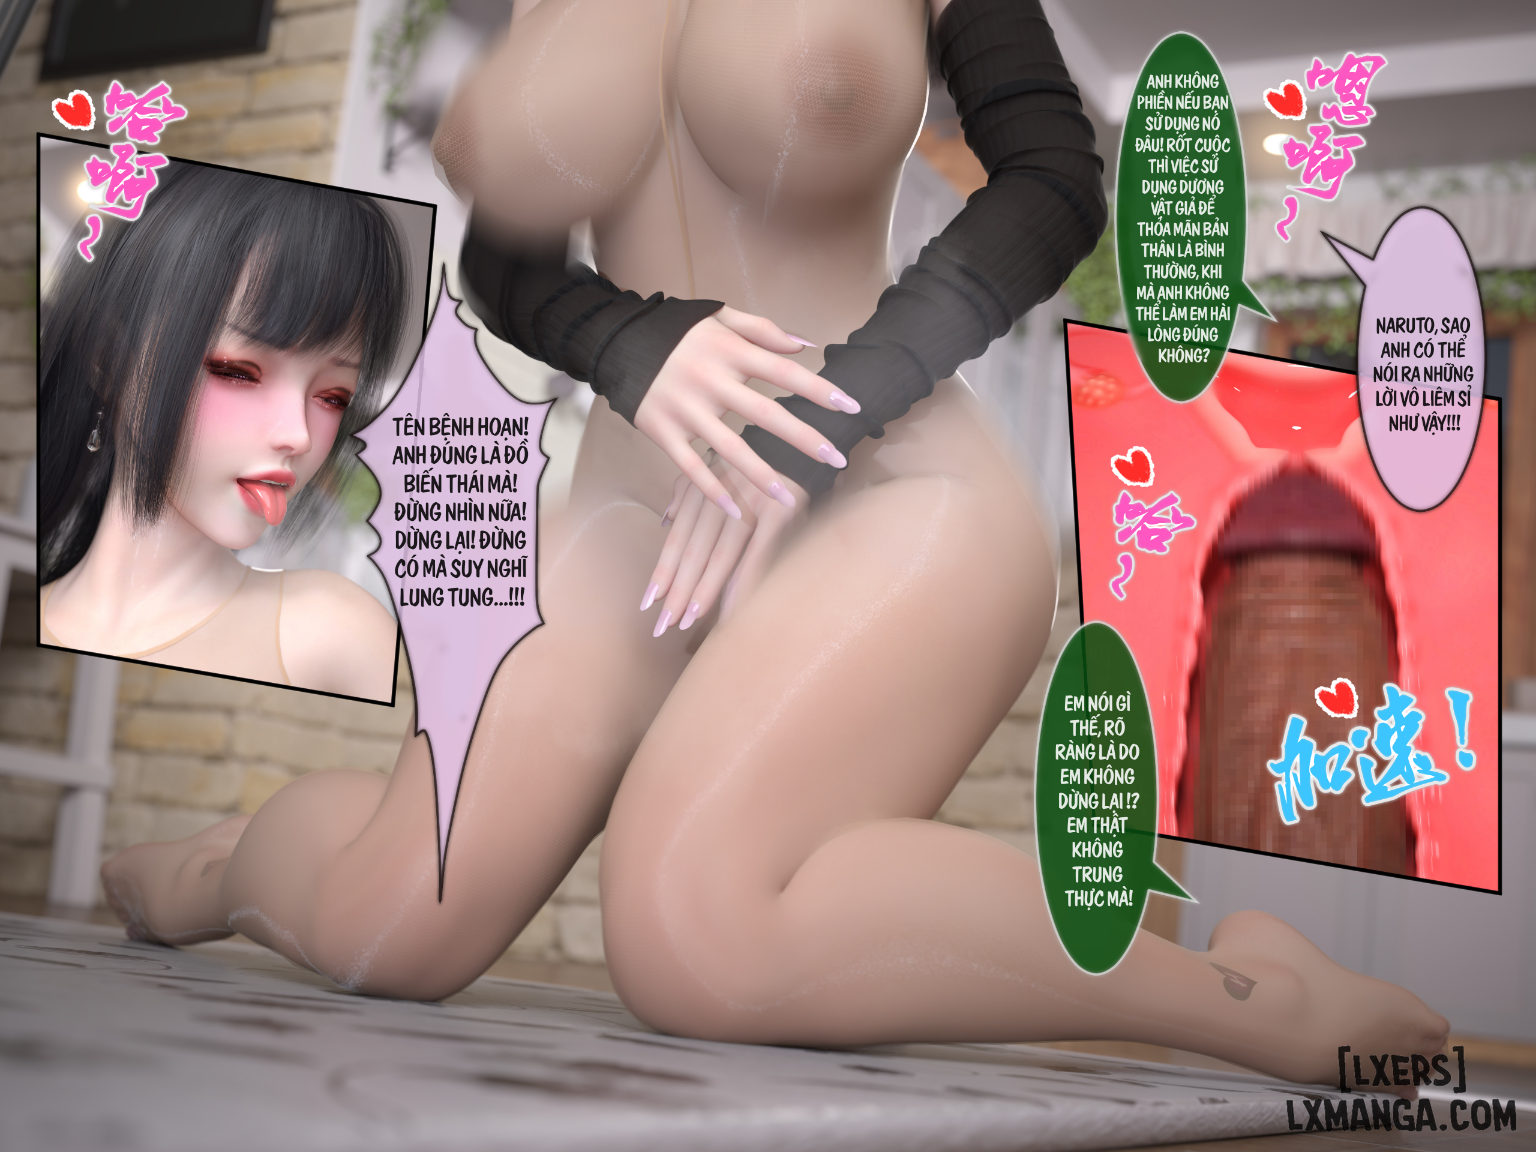 哈
啊
~
TÊN BỆNH HOẠN!
ANH ĐÚNG LÀ ĐỒ
BIẾN THÁI MÀ!
ĐỪNG NHÌN NỮA!
DỪNG LẠI! ĐỪNG
CÓ MÀ SUY NGHĨ
LUNG TUNG...!!!
ANH KHÔNG
PHIỀN NẾU BẠN
SỬ DỤNG NÓ
ĐÂU! RỐT CUỘC
THÌ VIỆC SỬ
DỤNG DƯƠNG
VẬT GIẢ ĐỂ
THỎA MÃN BẢN
THÂN LÀ BÌNH
THƯỜNG, KHI
MÀ ANH KHÔNG
THỂ LÀM EM HÀI
LÒNG ĐÚNG
KHÔNG?
嗯
啊
~
NARUTO, SAO
ANH CÓ THỂ
NÓI RA NHỮNG
LỜI VÔ LIÊM SỈ
NHƯ VẬY!!!
哈
~
加速!
EM NÓI GÌ
THẾ, RÕ
RÀNG LÀ DO
EM KHÔNG
DỪNG LẠI !?
EM THẬT
KHÔNG
TRUNG
THỰC MÀ!
[LXERS]
LXMANGA.COM